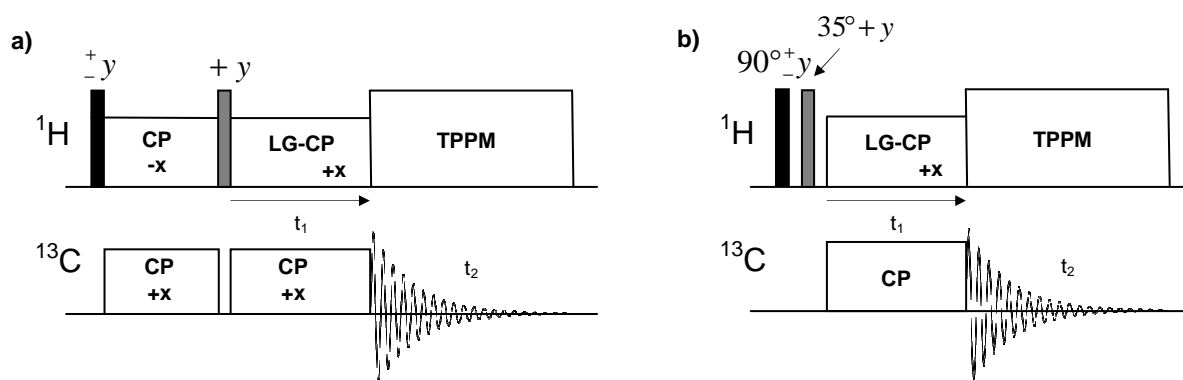 a)
+/- y
+ y
¹H
CP
-x
LG-CP
+x
TPPM
t₁
¹³C
CP
+x
CP
+x
t₂
b)
35° + y
90° +/- y
¹H
LG-CP
+x
TPPM
t₁
¹³C
CP
t₂